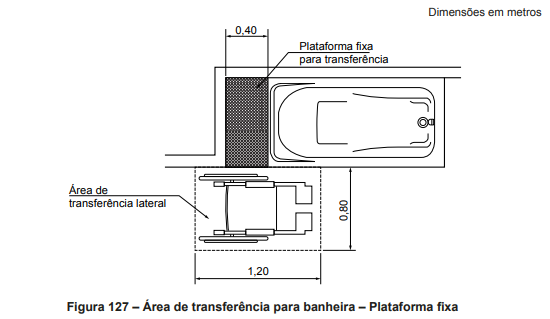 Dimensões em metros
0,40
Plataforma fixa
para transferência
Área de
transferência lateral
0,80
1,20
Figura 127 – Área de transferência para banheira – Plataforma fixa